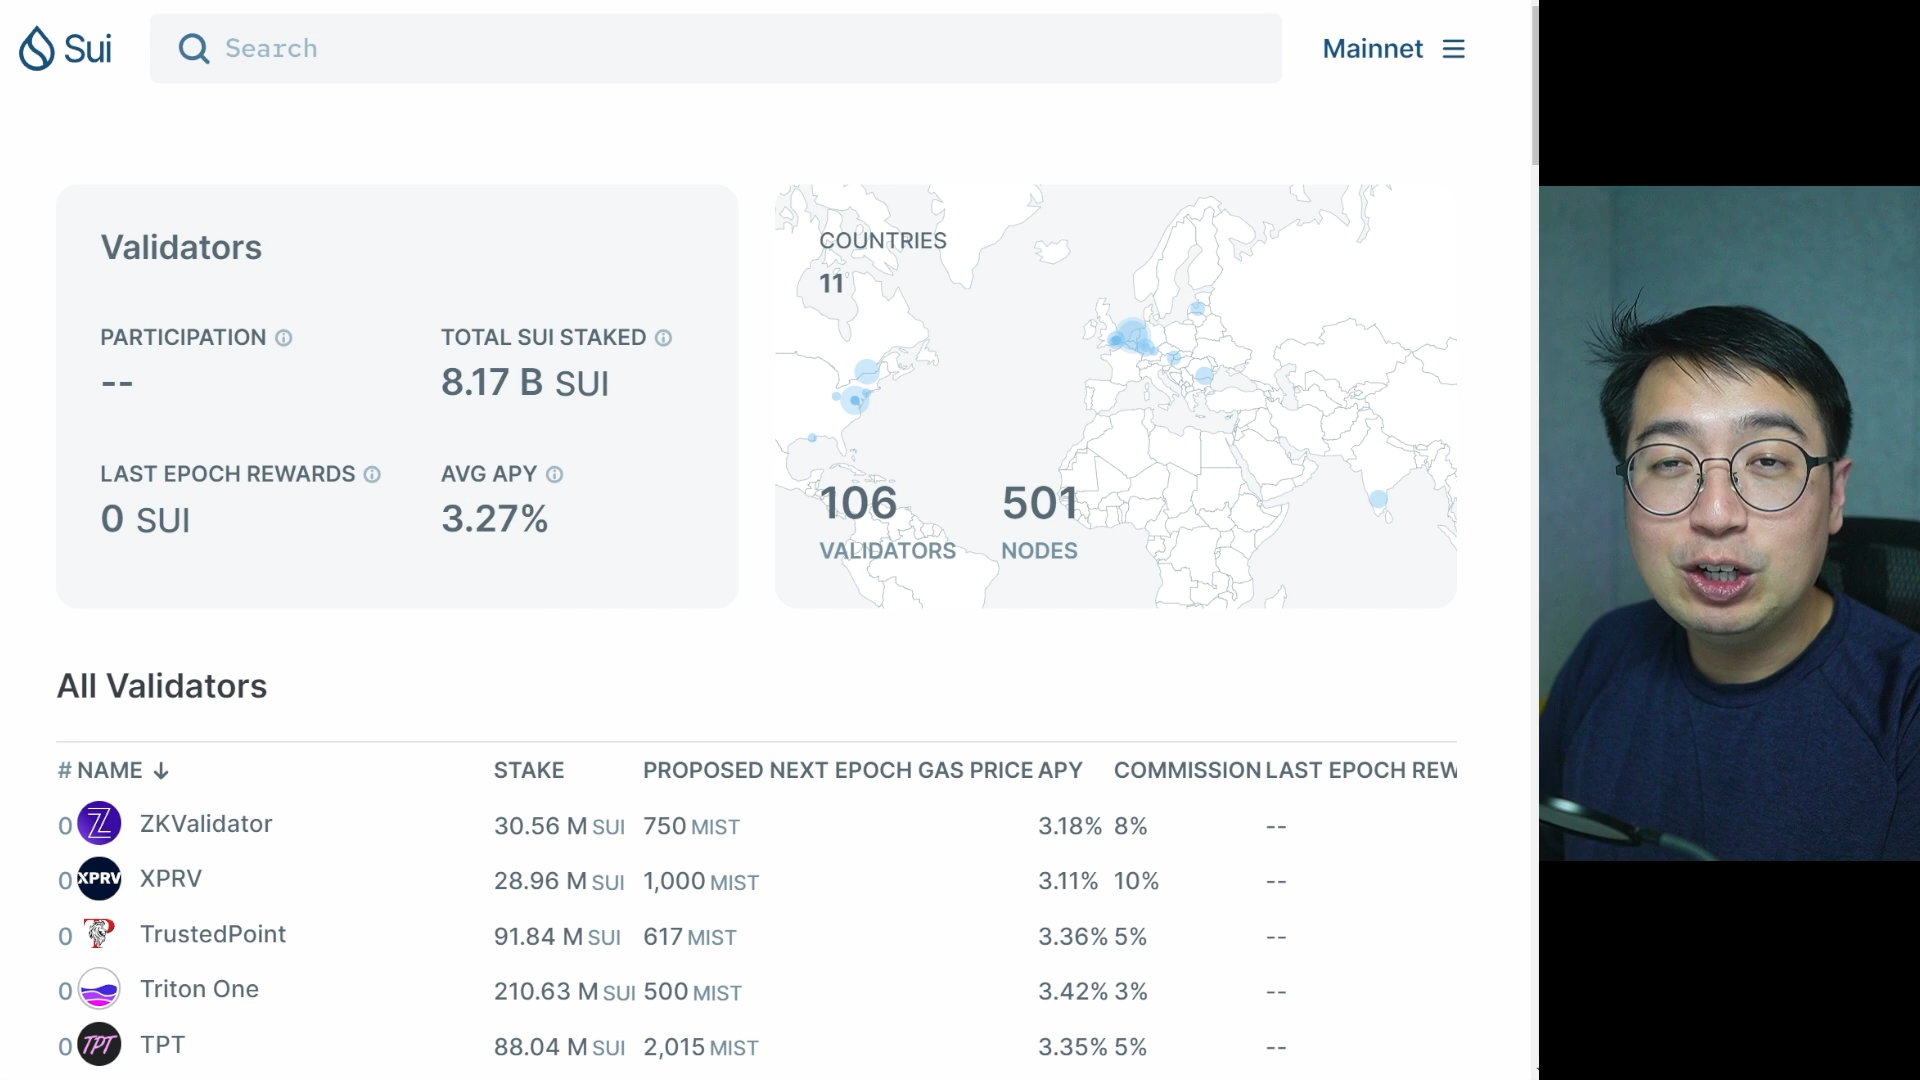 Sui
Search
Mainnet
Validators
PARTICIPATION
--
TOTAL SUI STAKED
8.17 B SUI
LAST EPOCH REWARDS
0 SUI
AVG APY
3.27%
COUNTRIES
11
106
VALIDATORS
501
NODES
All Validators
# NAME STAKE PROPOSED NEXT EPOCH GAS PRICE APY COMMISSION LAST EPOCH REW
0 ZKValidator 30.56 M SUI 750 MIST 3.18% 8% --
0 XPRV XPRV 28.96 M SUI 1,000 MIST 3.11% 10% --
0 TrustedPoint 91.84 M SUI 617 MIST 3.36% 5% --
0 Triton One 210.63 M SUI 500 MIST 3.42% 3% --
0 TPT TPT 88.04 M SUI 2,015 MIST 3.35% 5% --